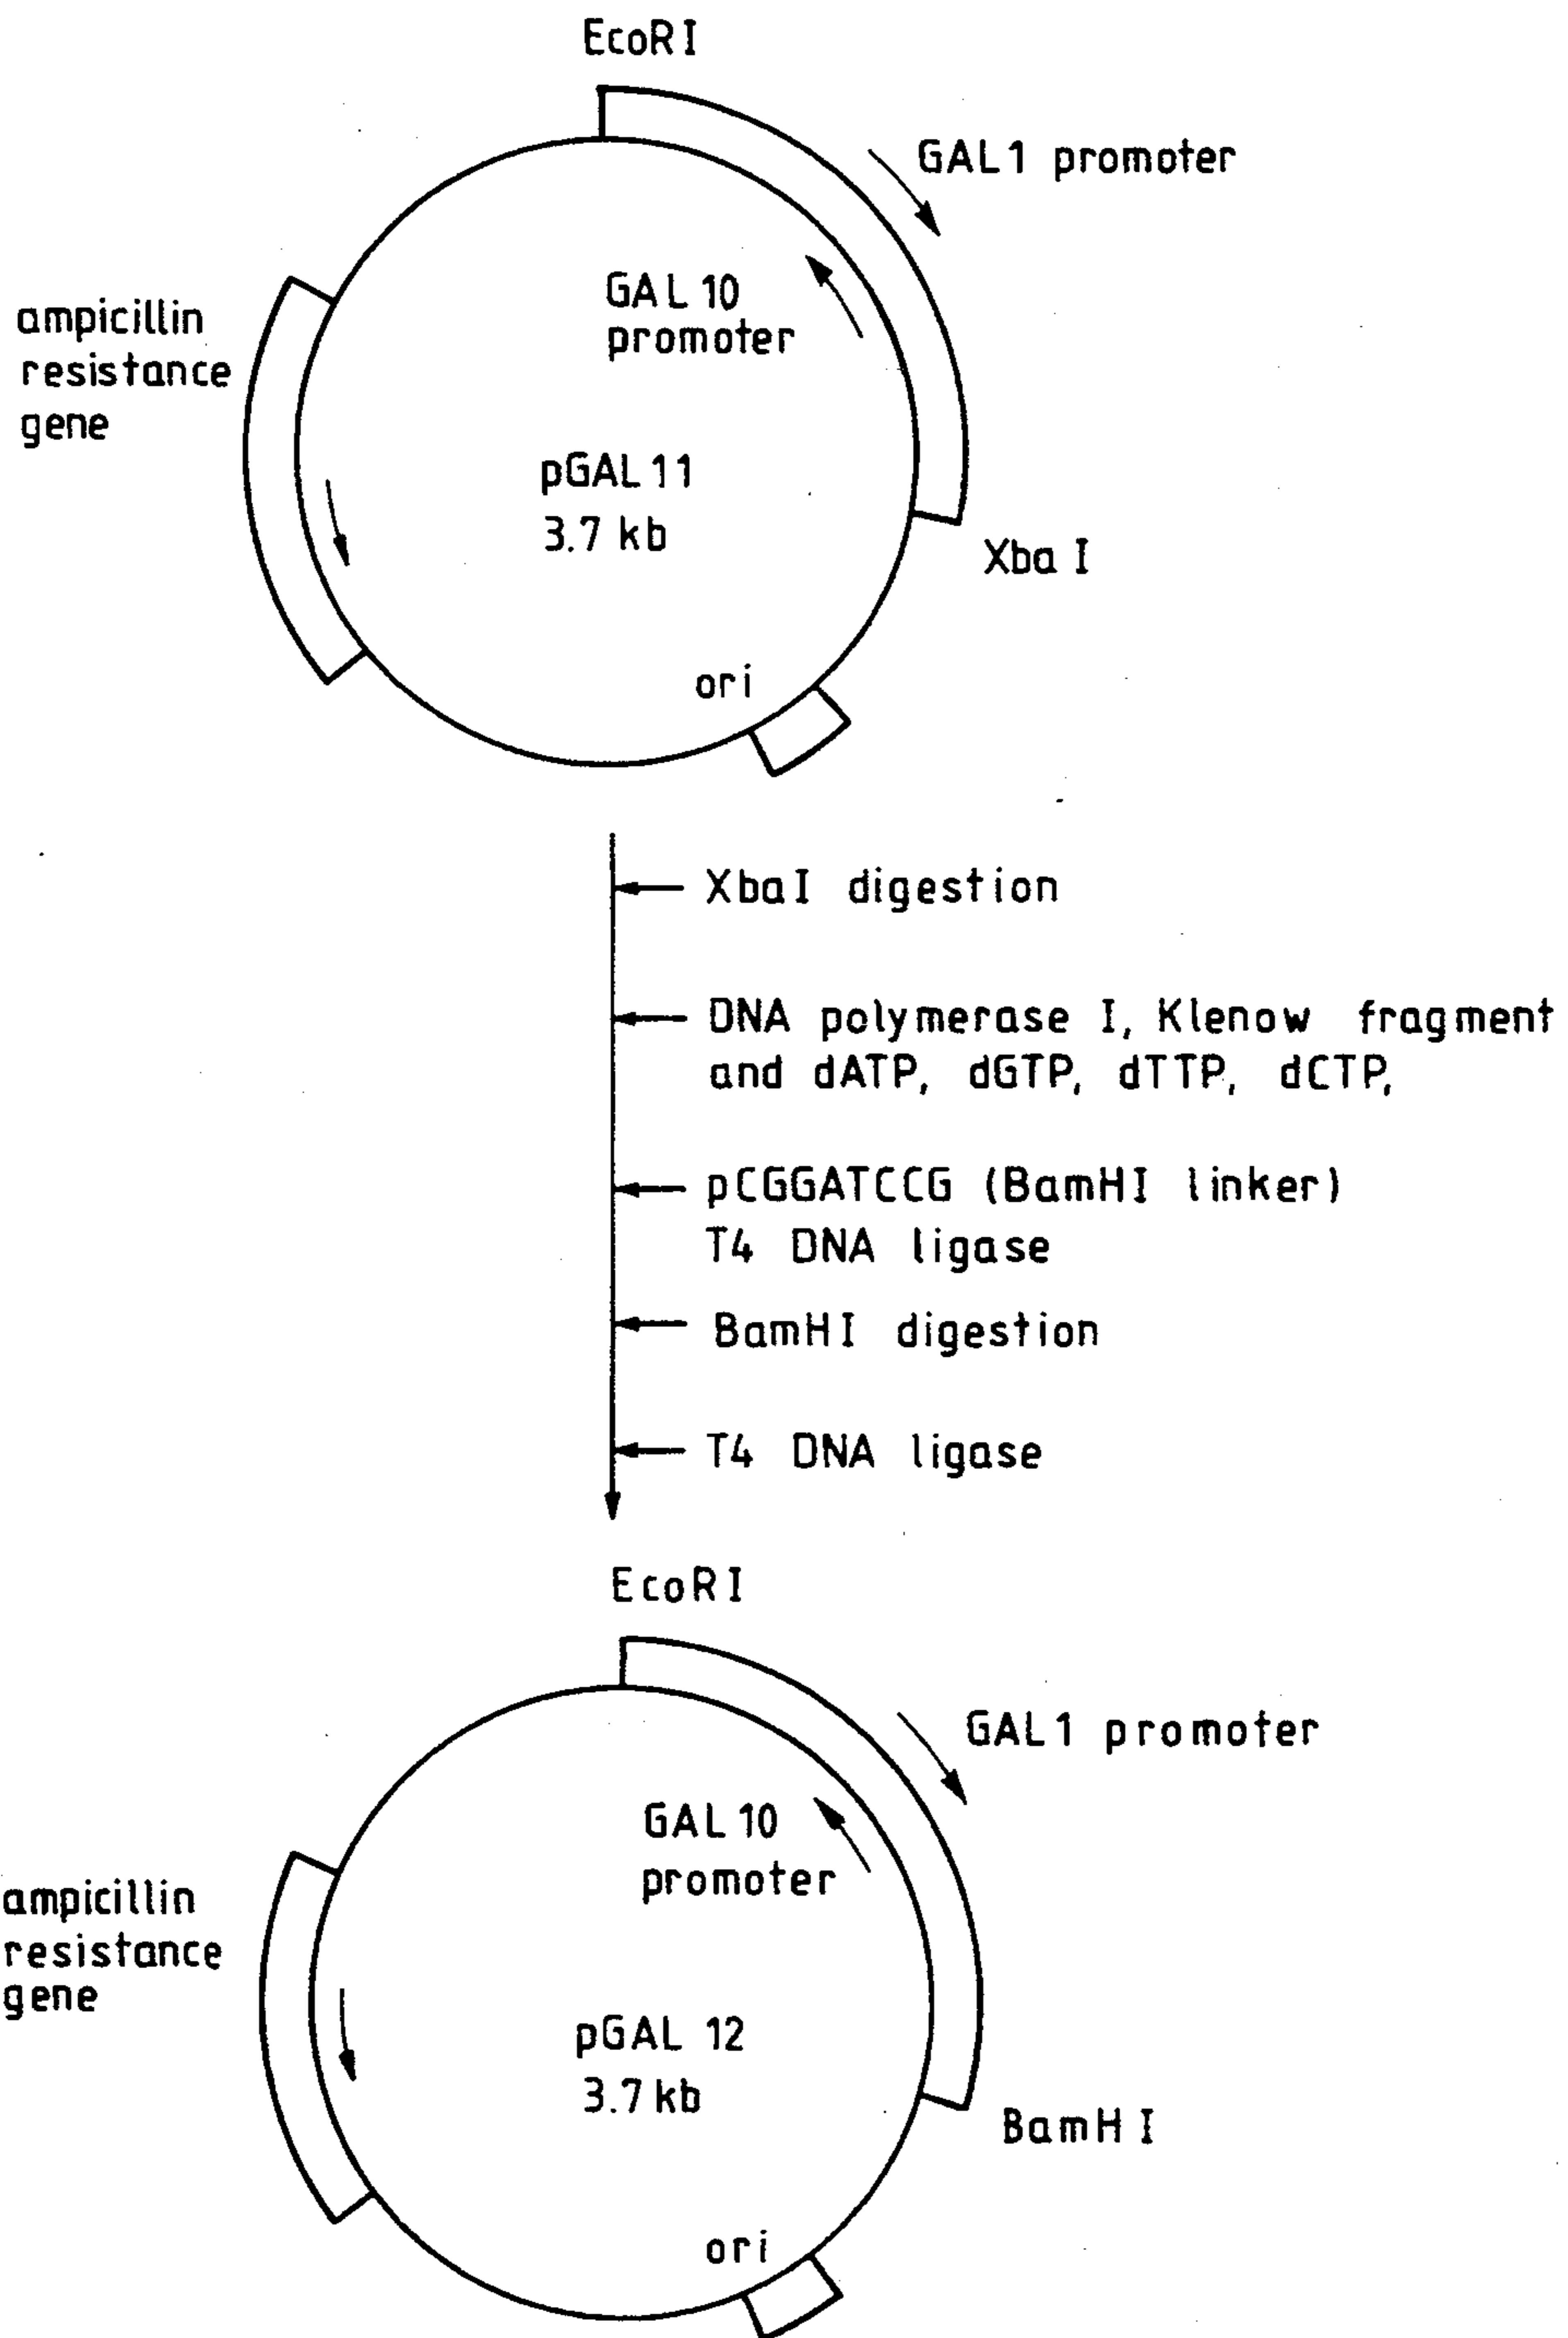 EcoRI
GAL1 promoter
GAL 10
promoter
ampicillin
resistance
gene
pGAL 11
3.7 kb
Xba I
ori
XbaI digestion
DNA polymerase I, Klenow fragment
and dATP, dGTP, dTTP, dCTP,
pCGGATCCG (BamHI linker)
T4 DNA ligase
BamHI digestion
T4 DNA ligase
EcoRI
GAL1 promoter
GAL 10
promoter
ampicillin
resistance
gene
pGAL 12
3.7 kb
BamH I
ori